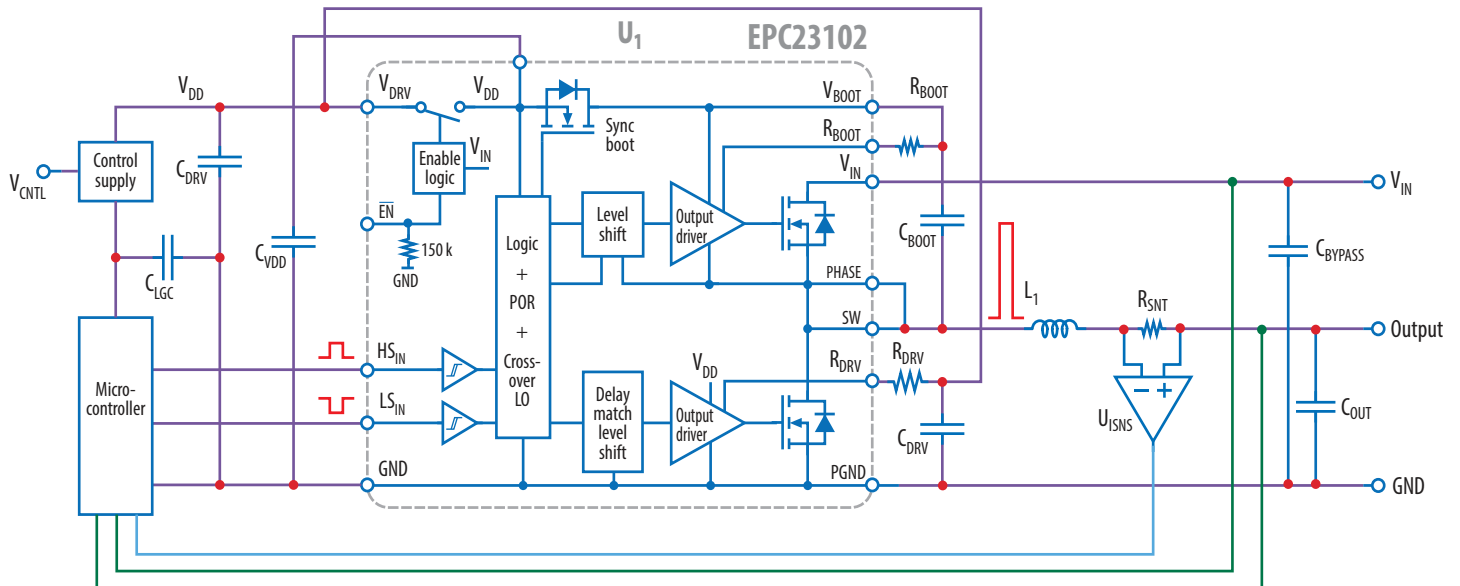 U1
EPC23102
VDD
VDRV
VDD
VBOOT
RBOOT
Sync
boot
RBOOT
Control
supply
CDRV
Enable
logic
VIN
VIN
VIN
VCNTL
EN
150 k
GND
Logic
+
POR
+
Cross-
over
LO
Level
shift
Output
driver
CBOOT
CBYPASS
CVDD
CLGC
PHASE
L1
RSNT
SW
Output
Micro-
controller
HSIN
LSIN
VDD
RDRV
RDRV
Delay
match
level
shift
Output
driver
CDRV
– +
UISNS
COUT
GND
PGND
GND